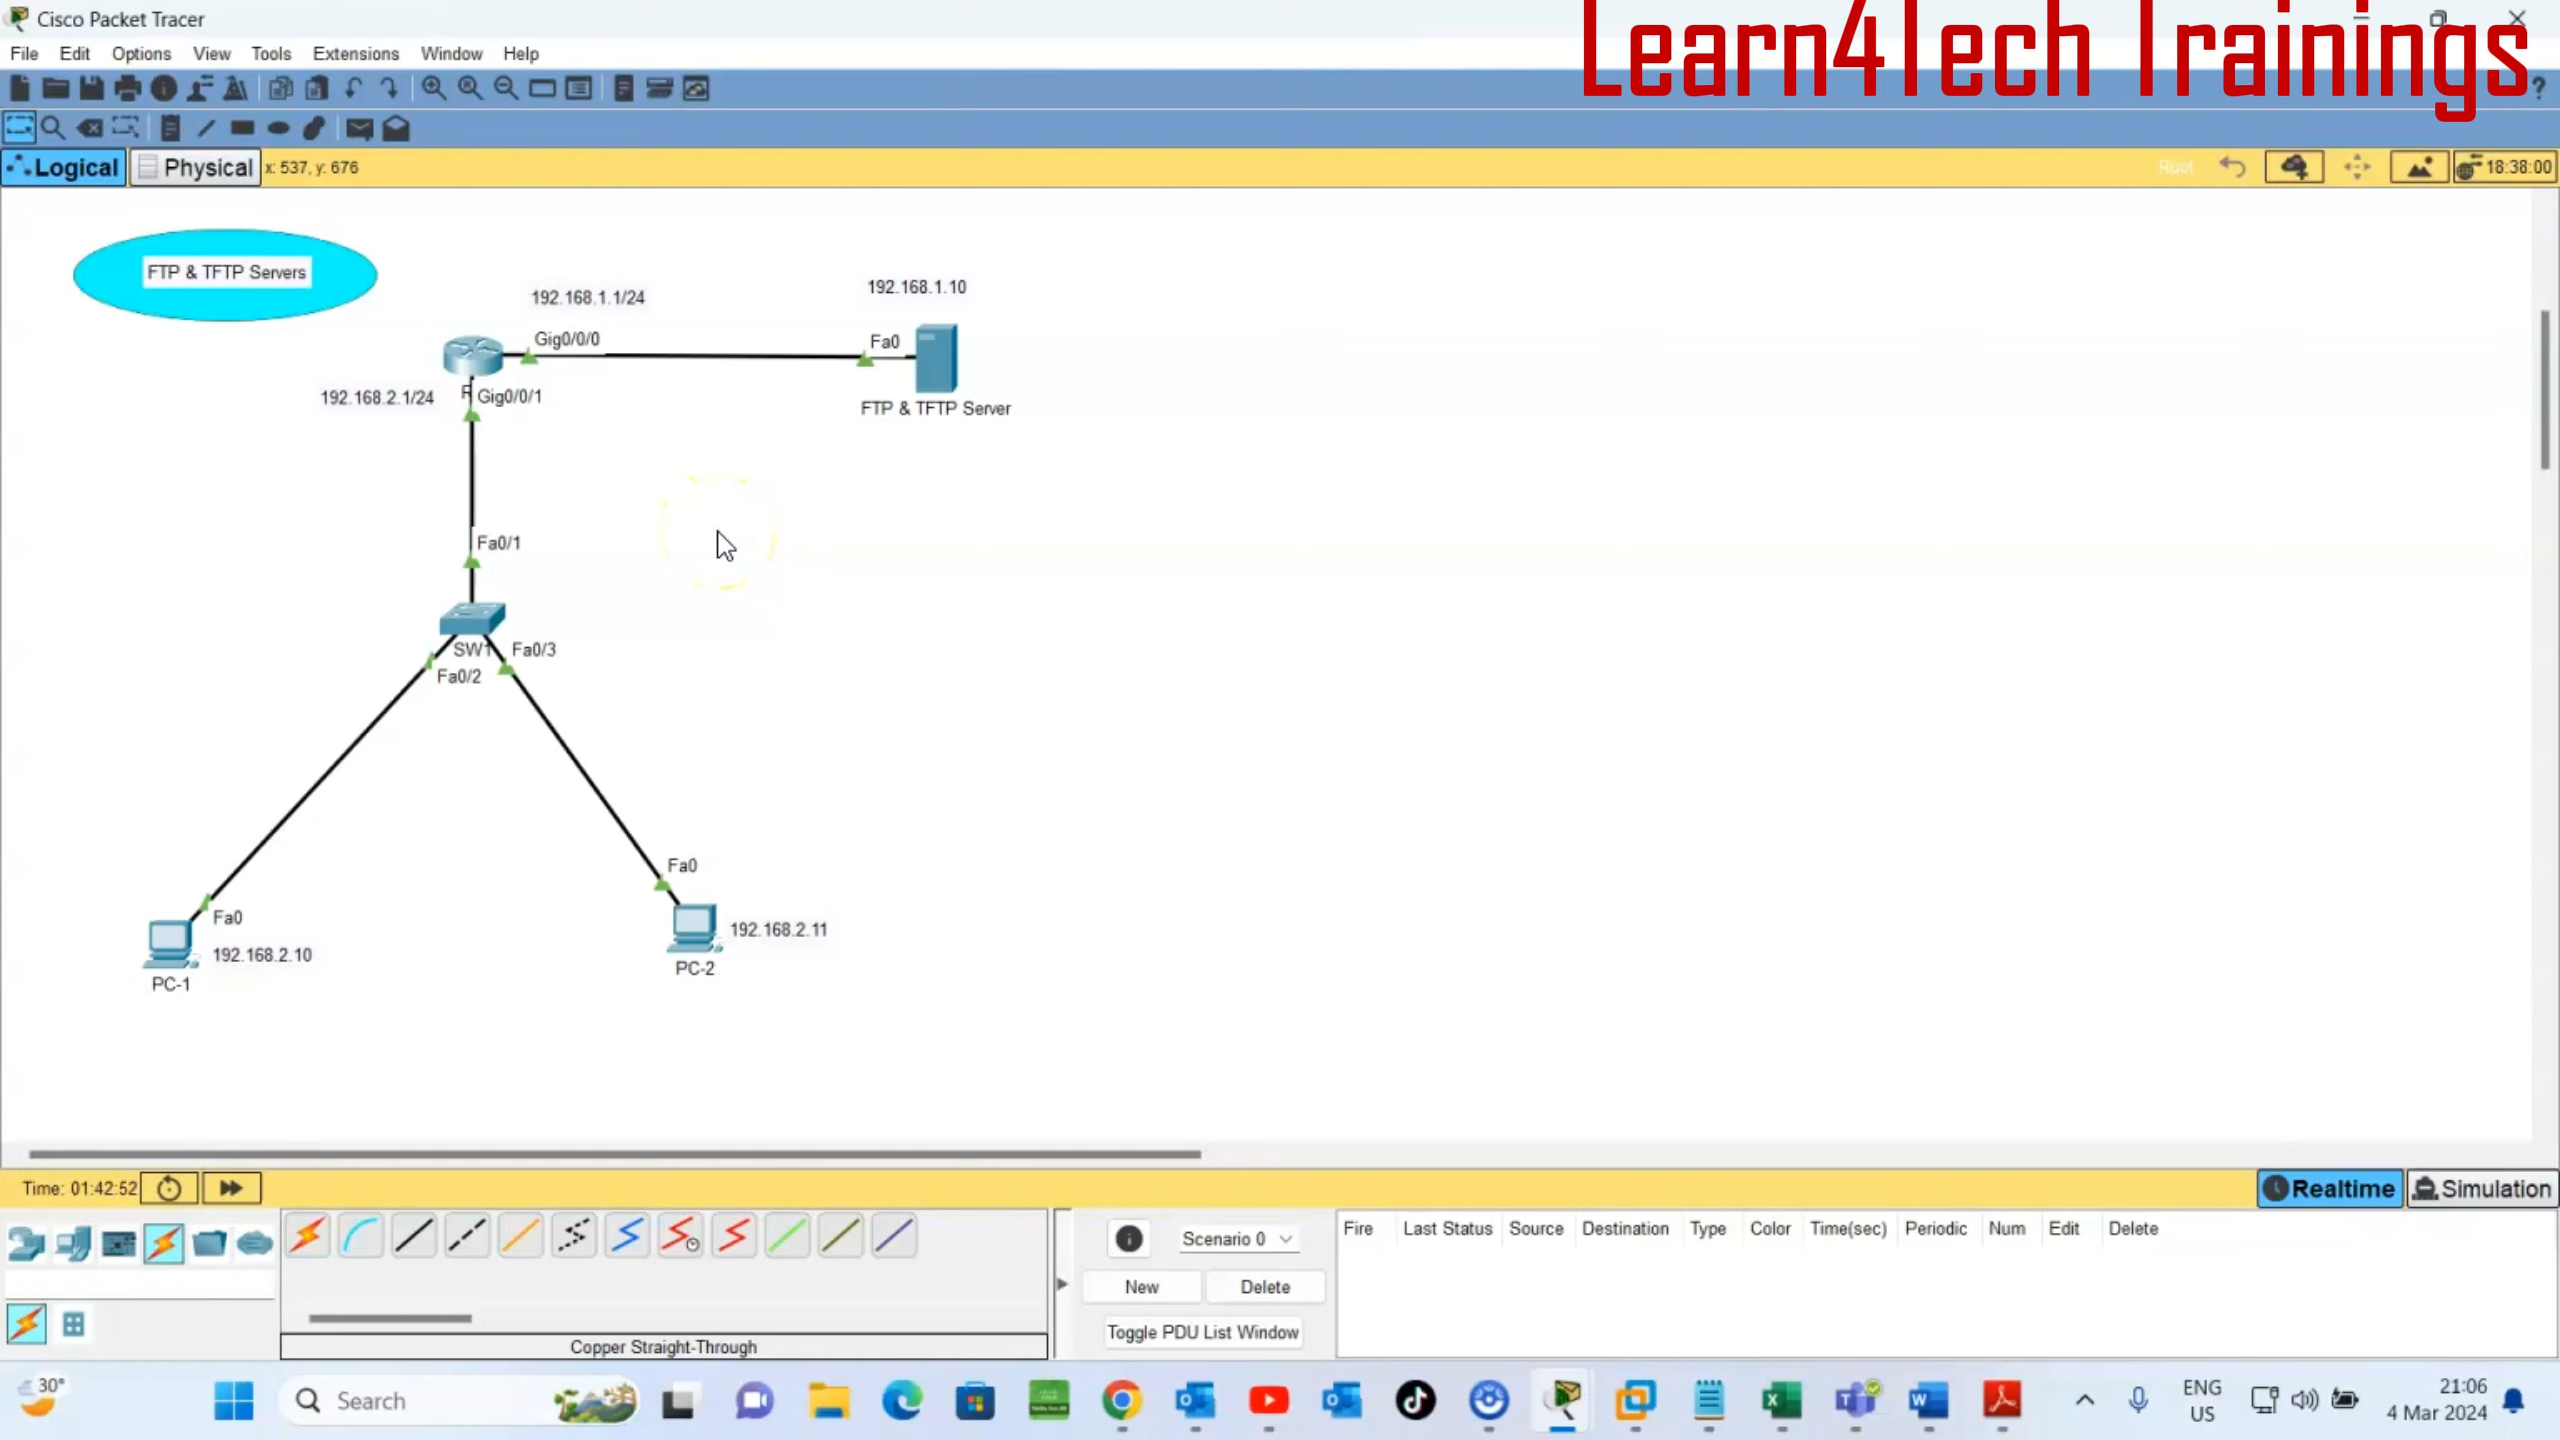 Cisco Packet Tracer
Learn4Tech Trainings
File Edit Options View Tools Extensions Window Help
Logical Physical x: 537, y: 676
Root 18:38:00
FTP & TFTP Servers
192.168.1.1/24
192.168.1.10
Gig0/0/0
Fa0
FTP & TFTP Server
192.168.2.1/24
Gig0/0/1
Fa0/1
SW1
Fa0/3
Fa0/2
Fa0
192.168.2.11
PC-2
Fa0
192.168.2.10
PC-1
Time: 01:42:52
Realtime Simulation
Scenario 0
New Delete
Toggle PDU List Window
Fire Last Status Source Destination Type Color Time(sec) Periodic Num Edit Delete
Copper Straight-Through
30°
Search
ENG
US
21:06
4 Mar 2024